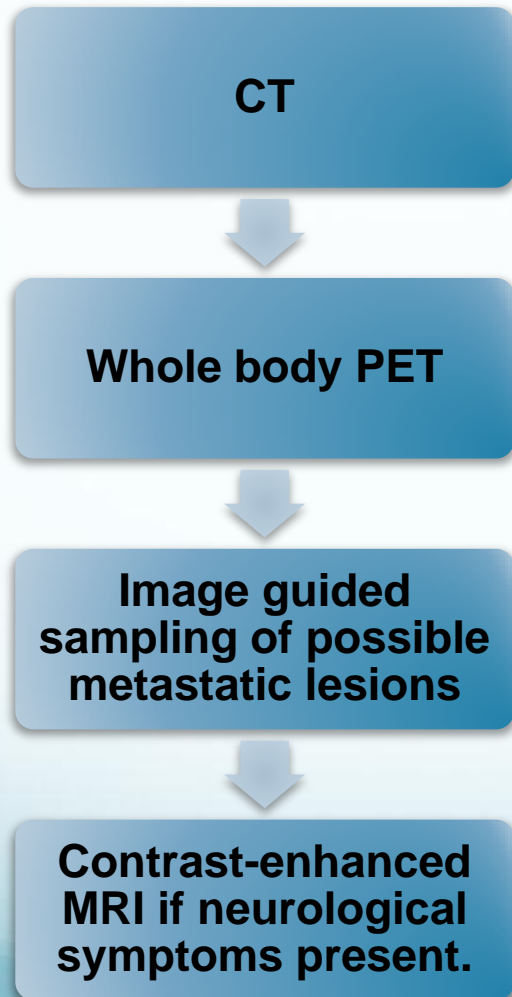 CT
Whole body PET
Image guided
sampling of possible
metastatic lesions
Contrast-enhanced
MRI if neurological
symptoms present.